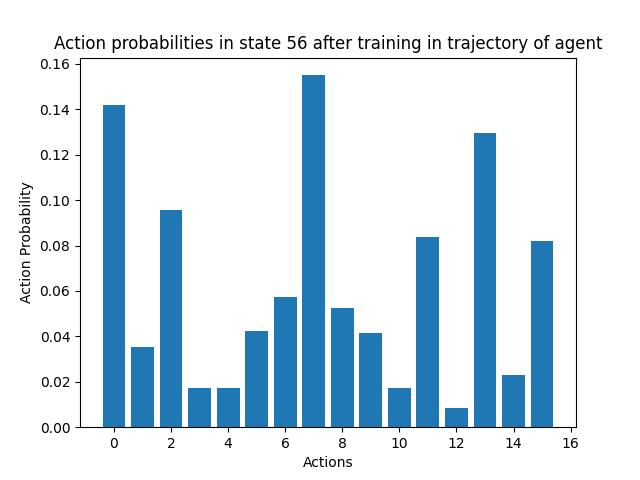 Action probabilities in state 56 after training in trajectory of agent
0.16
0.14
0.12
0.10
0.08
0.06
0.04
0.02
0.00
Action Probability
0 2 4 6 8 10 12 14 16
Actions